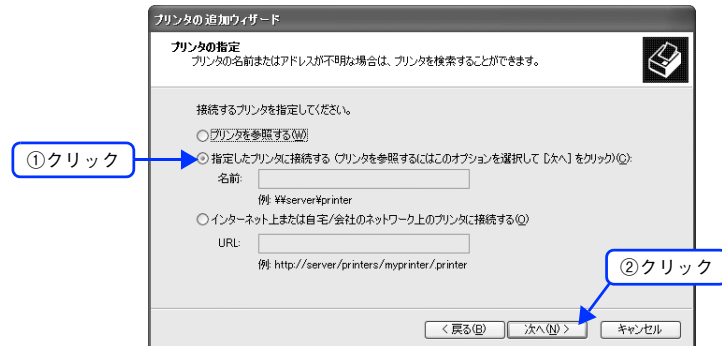 プリンタの追加ウィザード
プリンタの指定
プリンタの名前またはアドレスが不明な場合は、プリンタを検索することができます。
接続するプリンタを指定してください。
プリンタを参照する(W)
①クリック
指定したプリンタに接続する (プリンタを参照するにはこのオプションを選択して [次へ] をクリック)(C):
名前:
例: ¥¥server¥printer
インターネット上または自宅/会社のネットワーク上のプリンタに接続する(O)
URL:
例: http://server/printers/myprinter/.printer
②クリック
< 戻る(B)
次へ(N) >
キャンセル